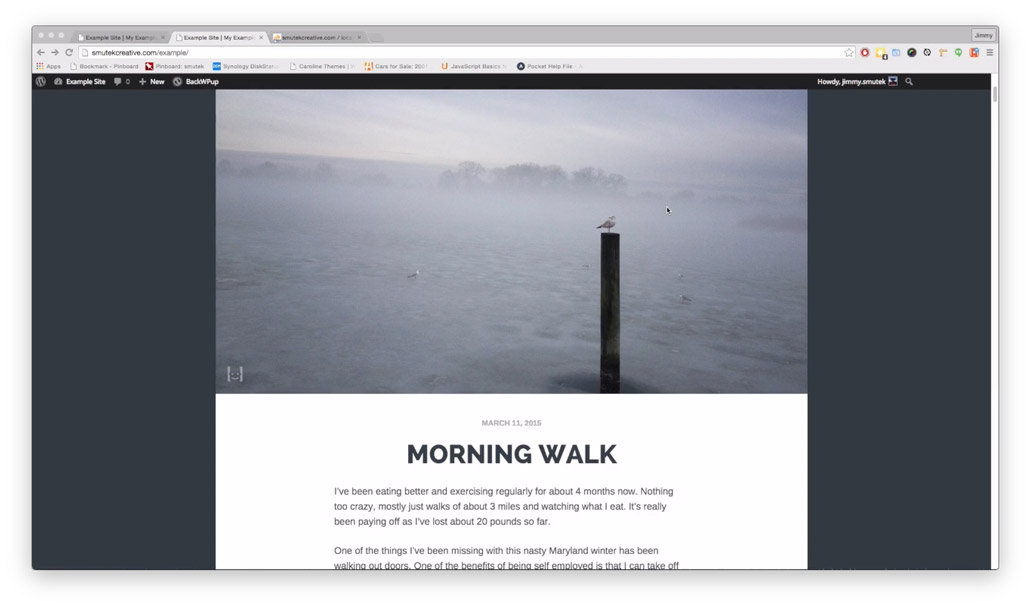 Jimmy
Example Site | My Exampl
Example Site | My Exampl
smutekcreative.com / loca
smutekcreative.com/example/
Apps
Bookmark - Pinboard
Pinboard: smutek
Synology DiskStatio
Caroline Themes | R
Cars for Sale: 2001
JavaScript Basics fo
Pocket Help File - A
Example Site
0
New
BackWPup
Howdy, jimmy.smutek
MARCH 11, 2015
MORNING WALK
I've been eating better and exercising regularly for about 4 months now. Nothing
too crazy, mostly just walks of about 3 miles and watching what I eat. It's really
been paying off as I've lost about 20 pounds so far.
One of the things I've been missing with this nasty Maryland winter has been
walking out doors. One of the benefits of being self employed is that I can take off